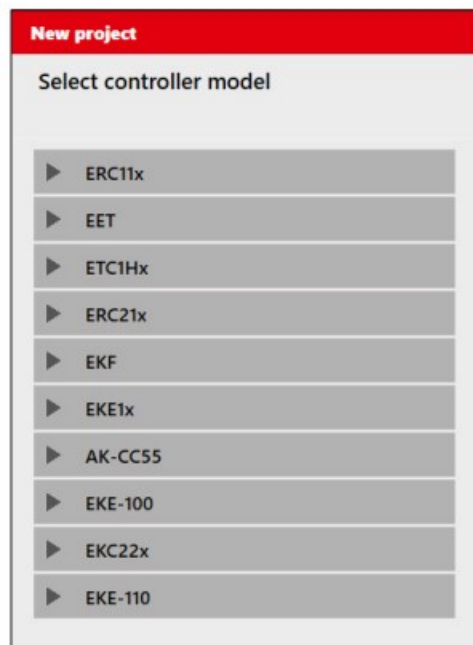 New project
Select controller model
ERC11x
EET
ETC1Hx
ERC21x
EKF
EKE1x
AK-CC55
EKE-100
EKC22x
EKE-110